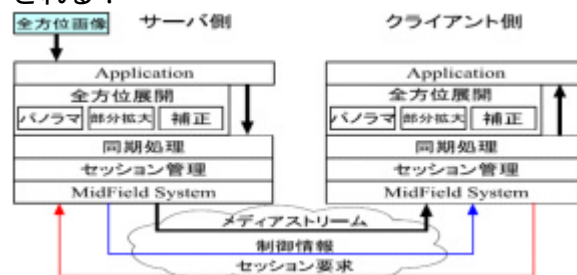 される．
全方位画像 サーバ側 クライアント側
Application Application
全方位展開 全方位展開
パノラマ 部分拡大 補正 パノラマ 部分拡大 補正
同期処理 同期処理
セッション管理 セッション管理
MidField System MidField System
メディアストリーム
制御情報
セッション要求